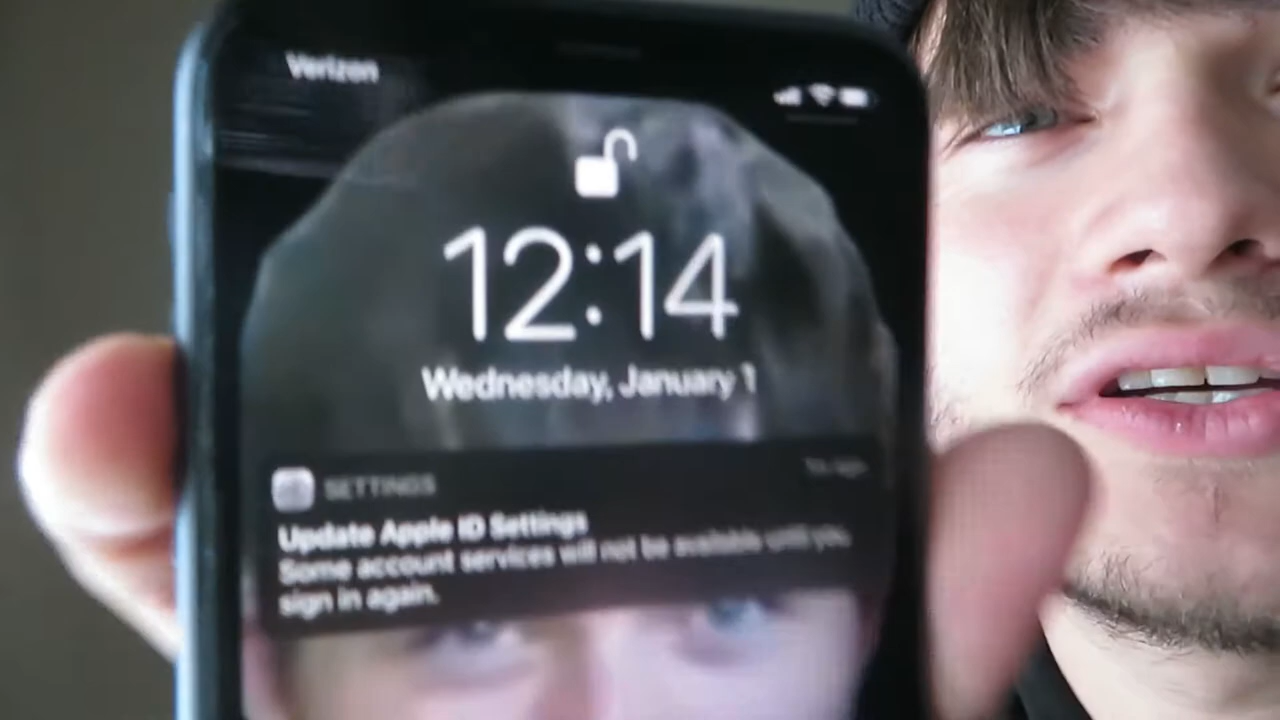 Verizon
12:14
Wednesday, January 1
SETTINGS
Update Apple ID Settings
Some account services will not be available until you
sign in again.